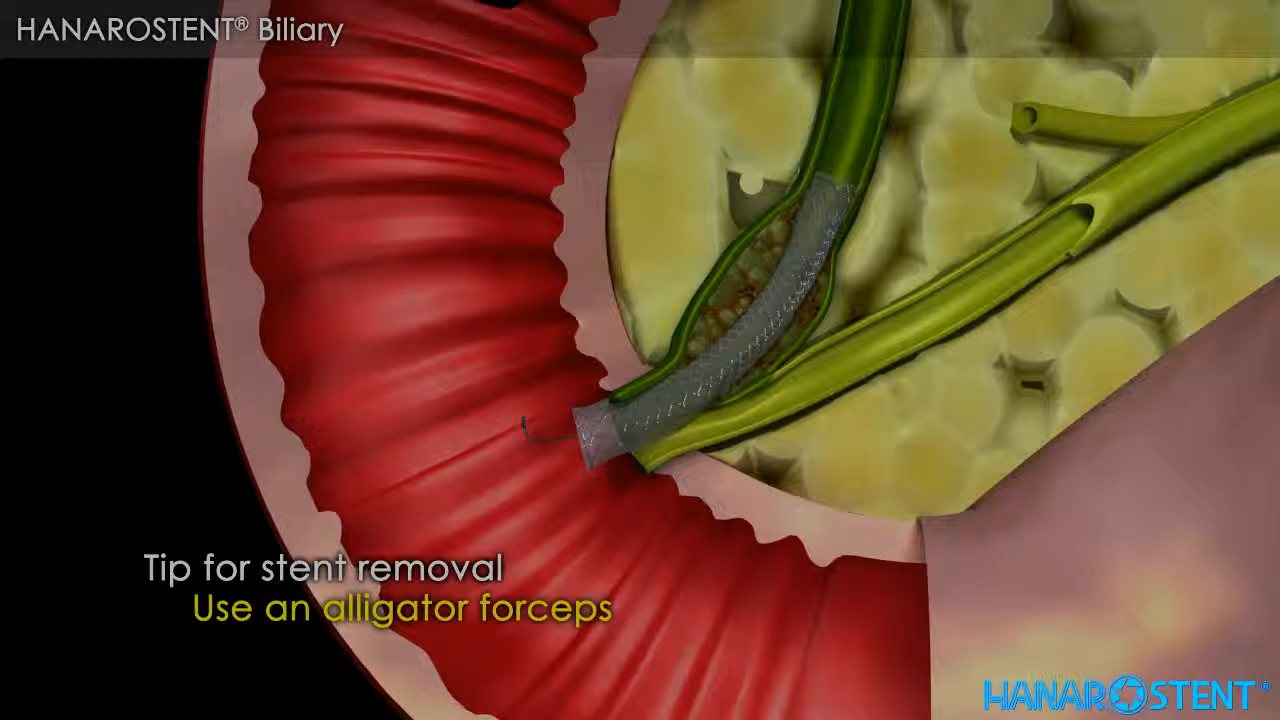 HANAROSTENT® Biliary
Tip for stent removal
Use an alligator forceps
HANAROSTENT®